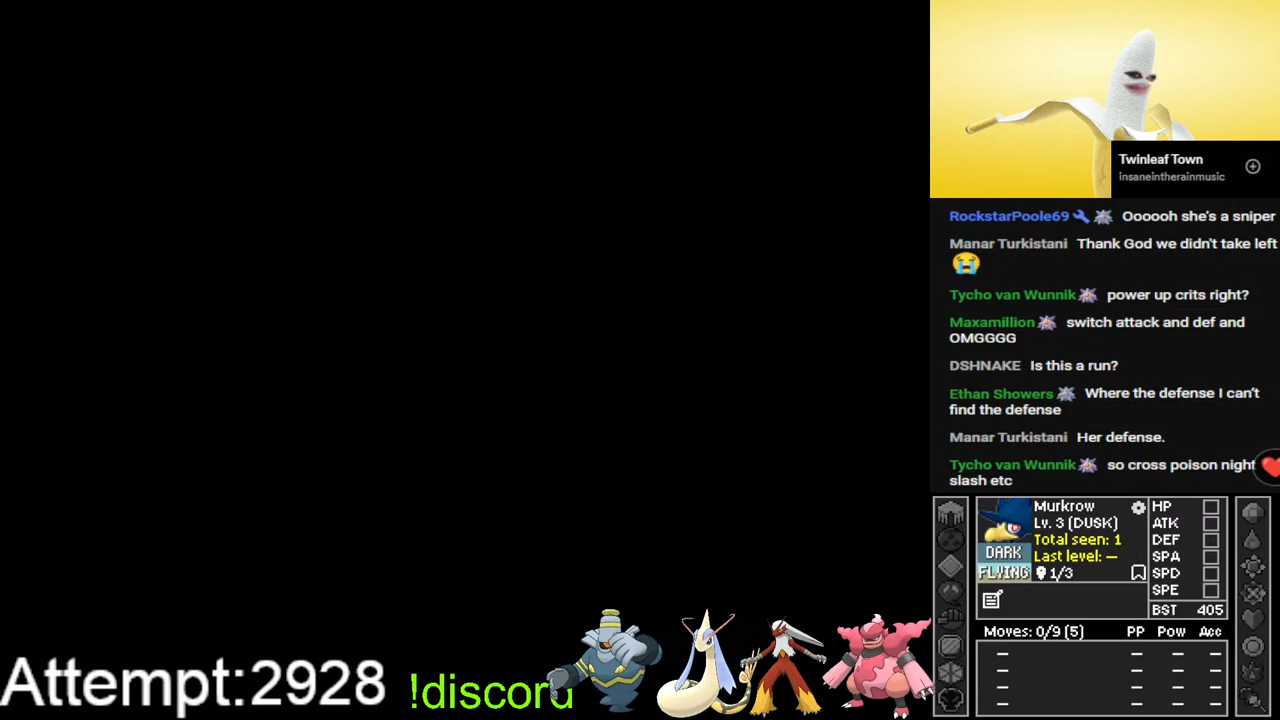 Twinleaf Town
insaneintherainmusic
RockstarPoole69 Oooooh she's a sniper
Manar Turkistani Thank God we didn't take left
😭
Tycho van Wunnik power up crits right?
Maxamillion switch attack and def and
OMGGGG
DSHNAKE Is this a run?
Ethan Showers Where the defense I can't
find the defense
Manar Turkistani Her defense.
Tycho van Wunnik so cross poison night
slash etc
Murkrow
Lv. 3 (DUSK)
Total seen: 1
Last level: —
DARK
FLYING
1/3
HP
ATK
DEF
SPA
SPD
SPE
BST 405
Moves: 0/9 (5) PP Pow Acc
— — — —
— — — —
— — — —
— — — —
Attempt:2928
!discord